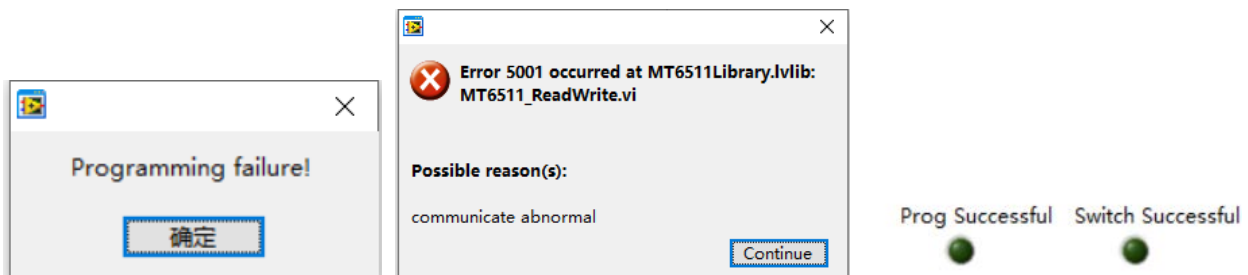 Programming failure!
确定
Error 5001 occurred at MT6511Library.lvlib:
MT6511_ReadWrite.vi
Possible reason(s):
communicate abnormal
Continue
Prog Successful
Switch Successful